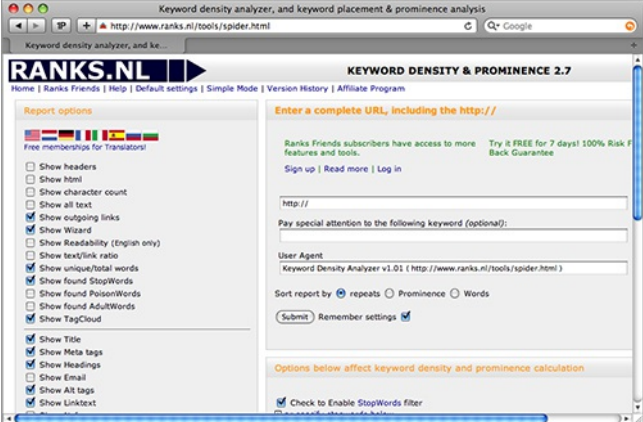 Keyword density analyzer, and keyword placement & prominence analysis
http://www.ranks.nl/tools/spider.html
Google
Keyword density analyzer, and ke...
RANKS.NL
KEYWORD DENSITY & PROMINENCE 2.7
Home | Ranks Friends | Help | Default settings | Simple Mode | Version History | Affiliate Program
Report options
Free memberships for Translators!
Show headers
Show html
Show character count
Show all text
Show outgoing links
Show Wizard
Show Readability (English only)
Show text/link ratio
Show unique/total words
Show found StopWords
Show found PoisonWords
Show found AdultWords
Show TagCloud
Show Title
Show Meta tags
Show Headings
Show Email
Show Alt tags
Show Linktext
Enter a complete URL, including the http://
Ranks Friends subscribers have access to more
features and tools.
Try it FREE for 7 days! 100% Risk F
Back Guarantee
Sign up | Read more | Log in
http://
Pay special attention to the following keyword (optional):
User Agent
Keyword Density Analyzer v1.01 ( http://www.ranks.nl/tools/spider.html )
Sort report by repeats Prominence Words
Submit Remember settings
Options below affect keyword density and prominence calculation
Check to Enable StopWords filter